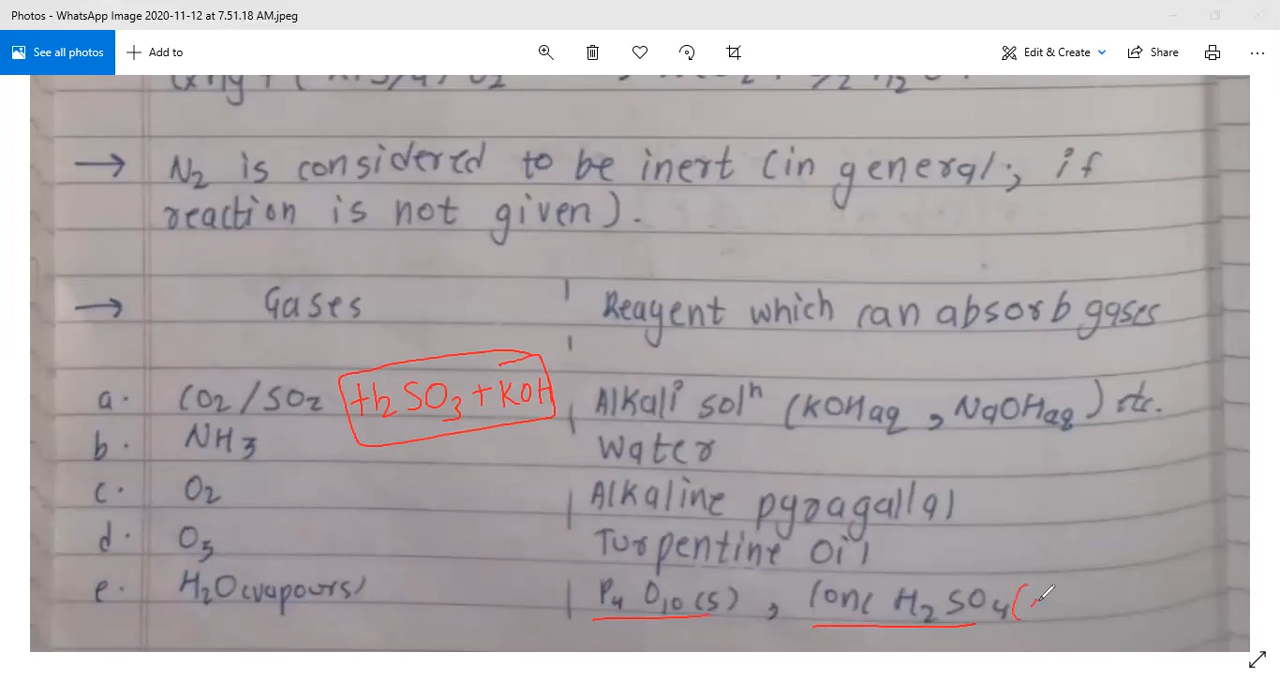 Photos - WhatsApp Image 2020-11-12 at 7.51.18 AM.jpeg
See all photos
Add to
Edit & Create
Share
→ N2 is considered to be inert (in general; if
reaction is not given).
→ Gases | Reagent which can absorb gases
a. CO2/SO2 H2SO3+KOH Alkali solⁿ (KOHaq, NaOHaq) etc.
b. NH3 Water
c. O2 Alkaline pyragallal
d. O3 Turpentine Oil
e. H2O(vapours) P4O10(s), Conc H2SO4(